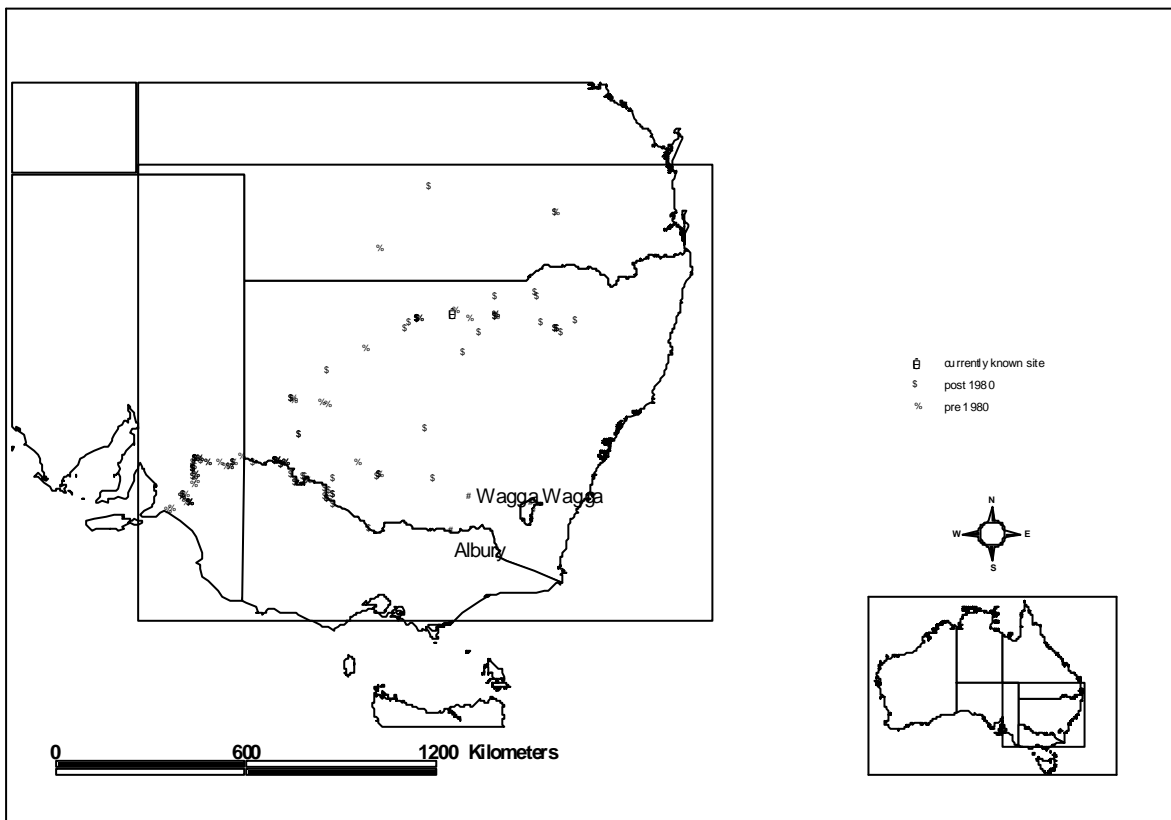 currently known site
$ post 1980
% pre 1980
# Wagga Wagga
Albury
N
W E
S
0 600 1200 Kilometers